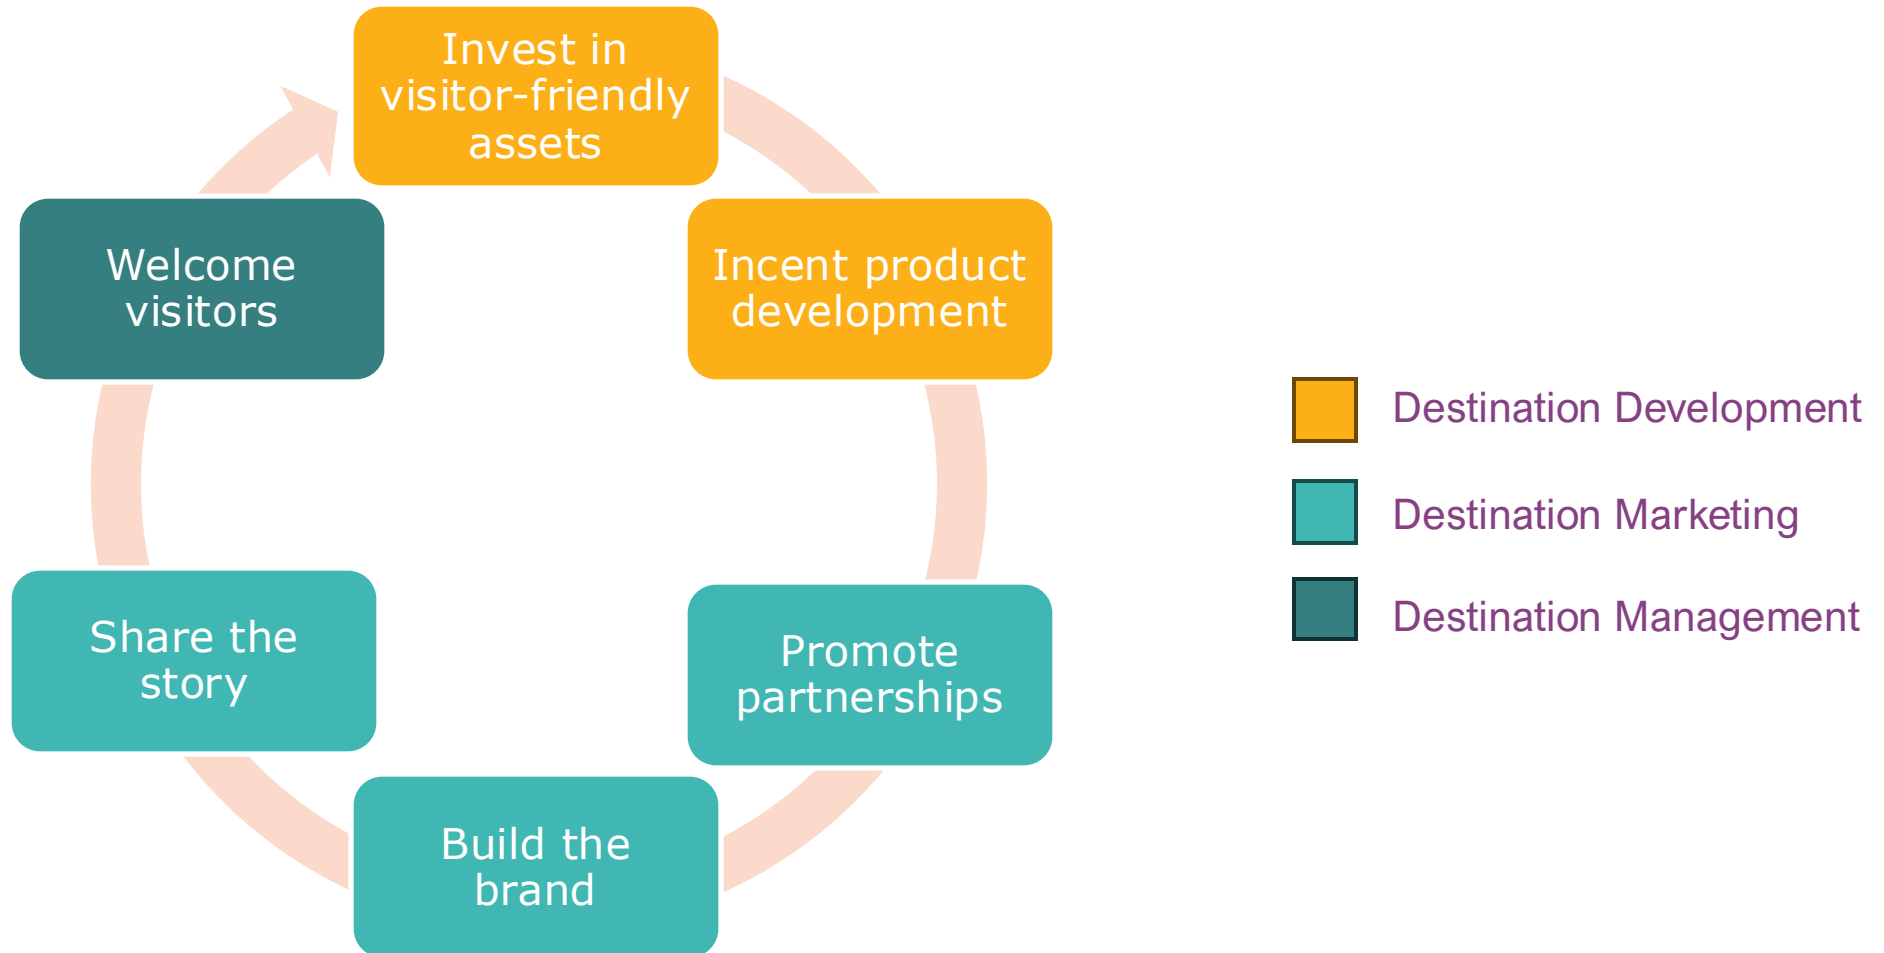 Invest in
visitor-friendly
assets
Incent product
development
Promote
partnerships
Build the
brand
Share the
story
Welcome
visitors
Destination Development
Destination Marketing
Destination Management